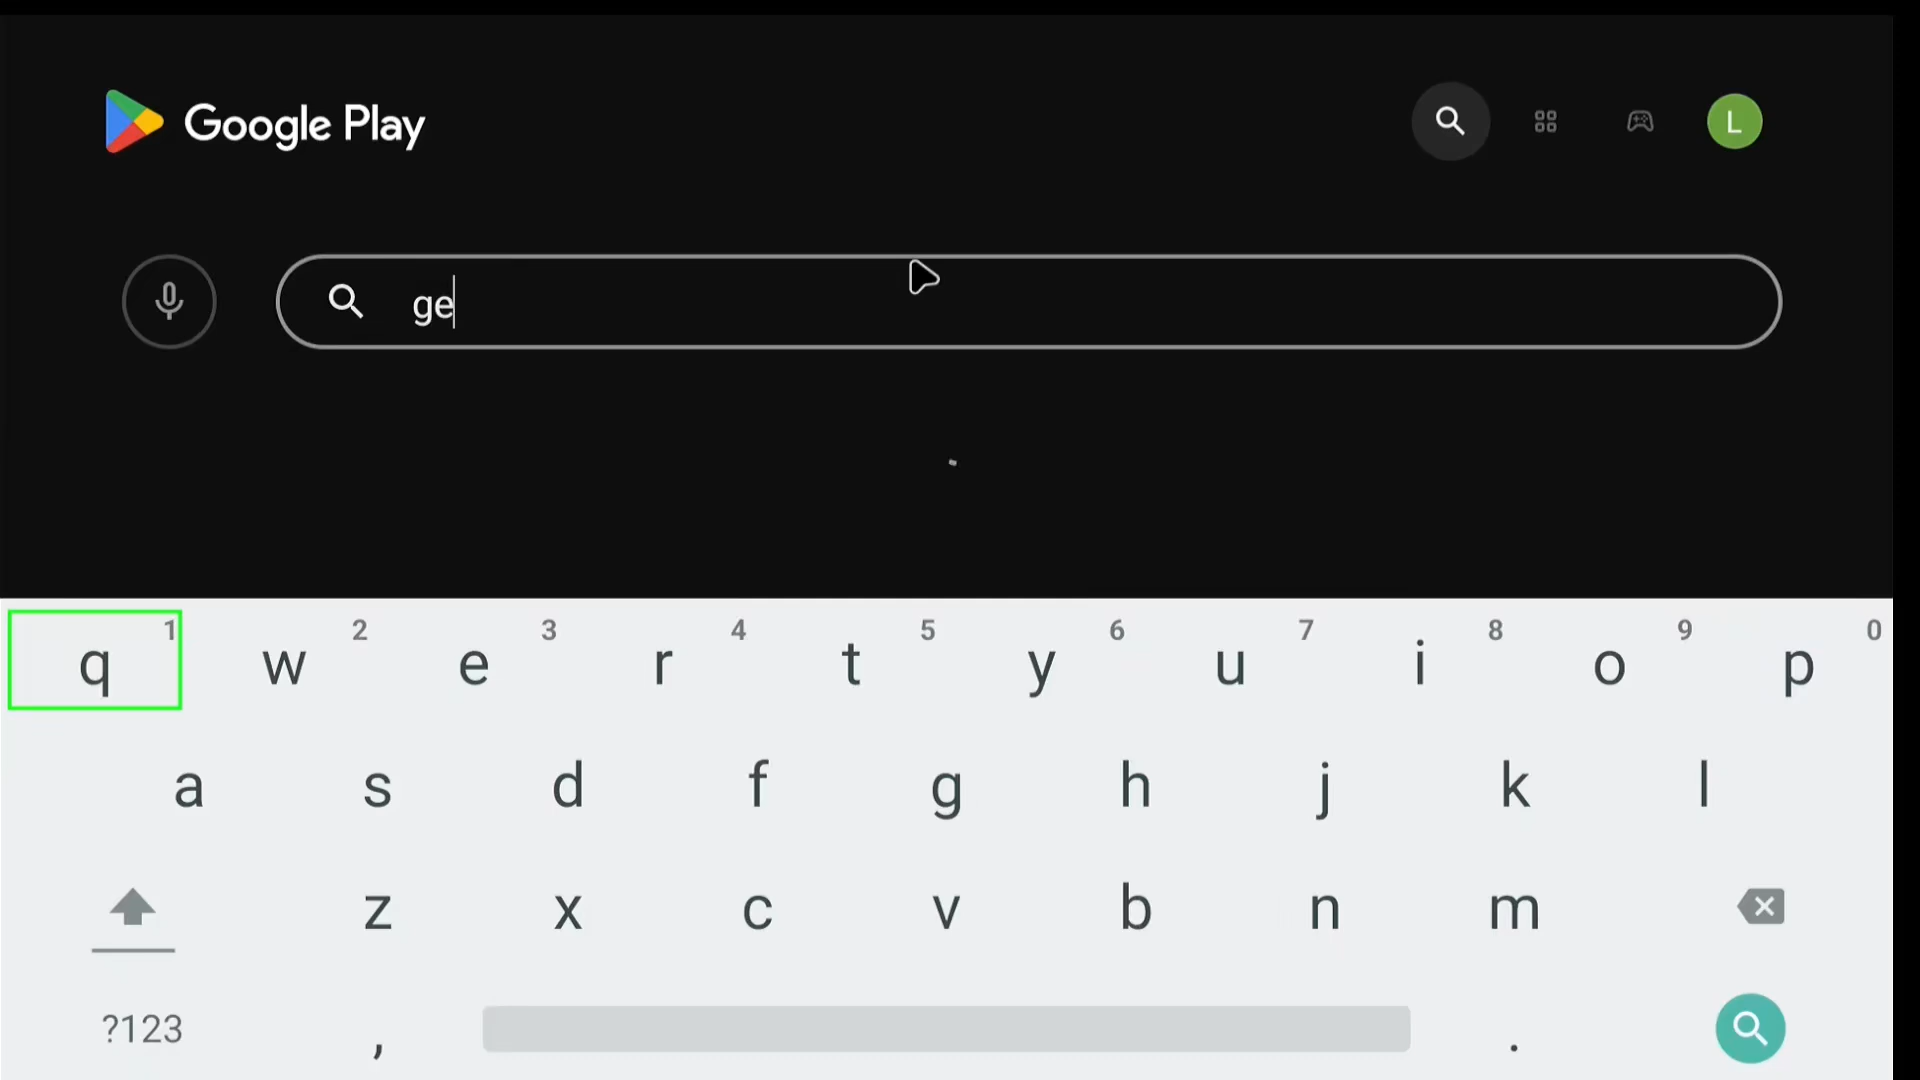 Google Play
L
ge
1 2 3 4 5 6 7 8 9 0
q w e r t y u i o p
a s d f g h j k l
z x c v b n m
?123 , .